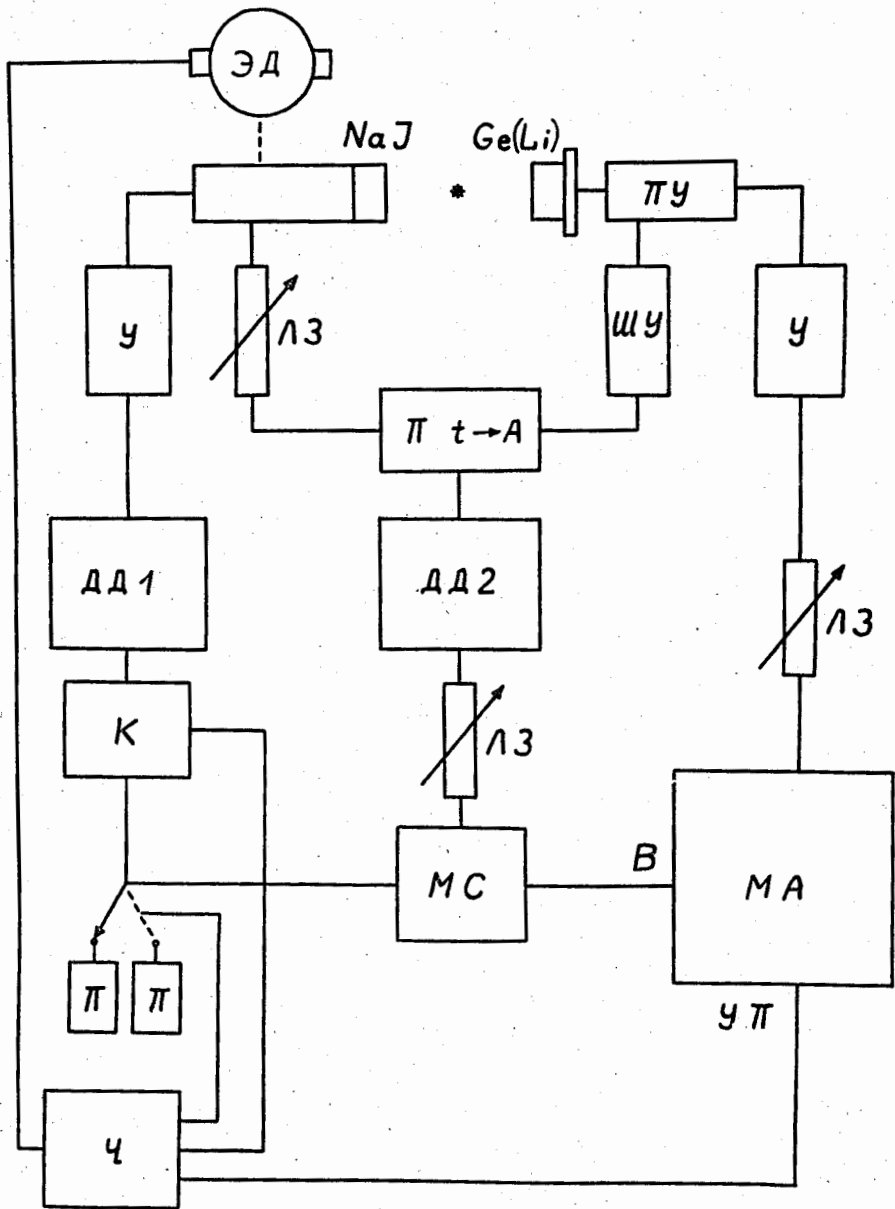 ЭД
NaJ
Ge(Li)
ПУ
У
ЛЗ
ШУ
У
П t→A
ДД1
ДД2
ЛЗ
К
ЛЗ
МС
В
МА
П
П
УП
Ч